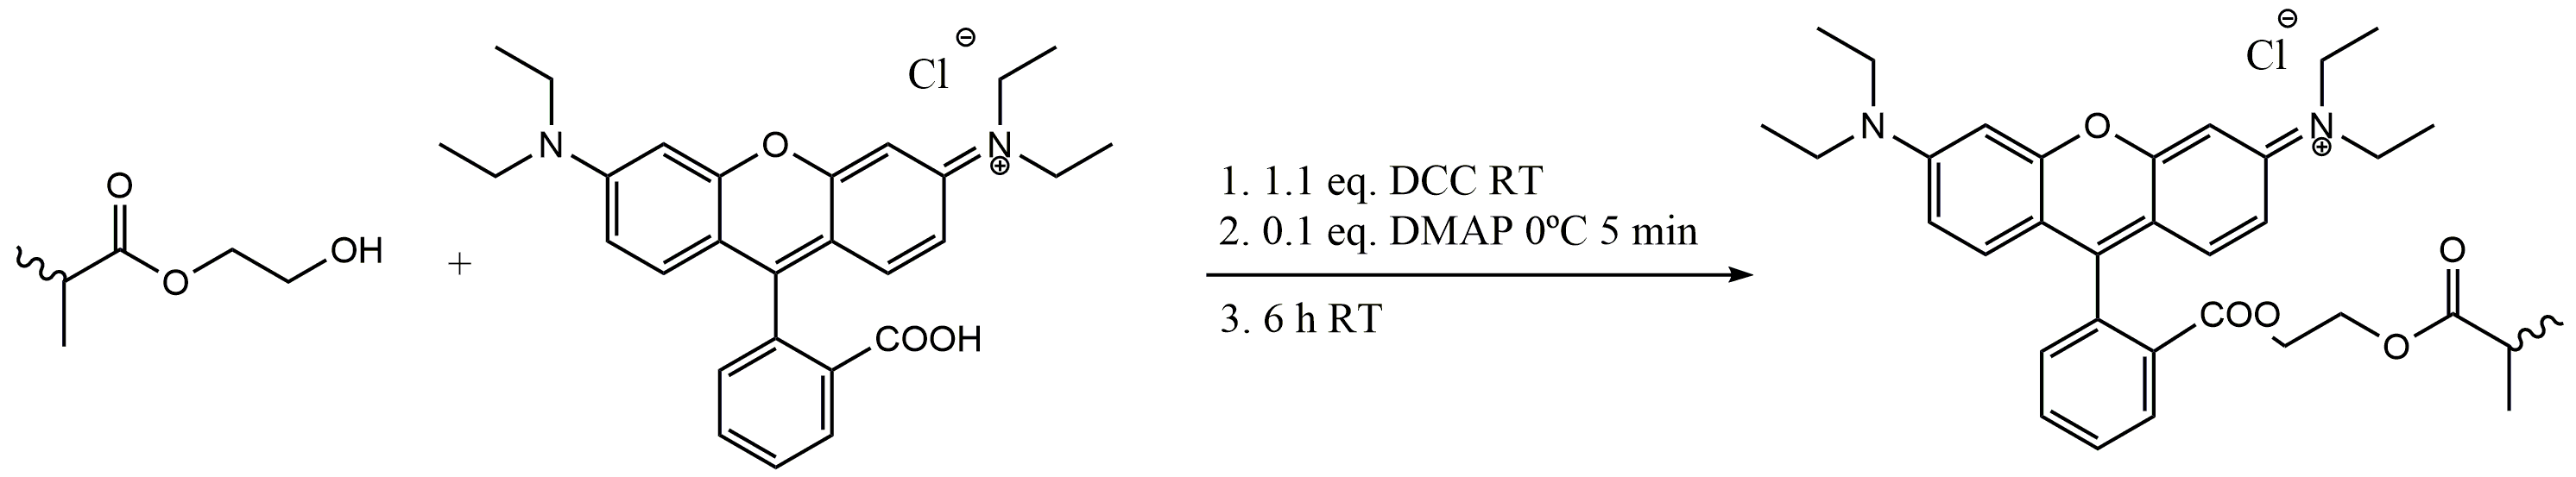 O
O
OH
+
N
O
N
⊕
Cl
⊖
COOH
1. 1.1 eq. DCC RT
2. 0.1 eq. DMAP 0ºC 5 min
3. 6 h RT
N
O
N
⊕
Cl
⊖
COO
O
O